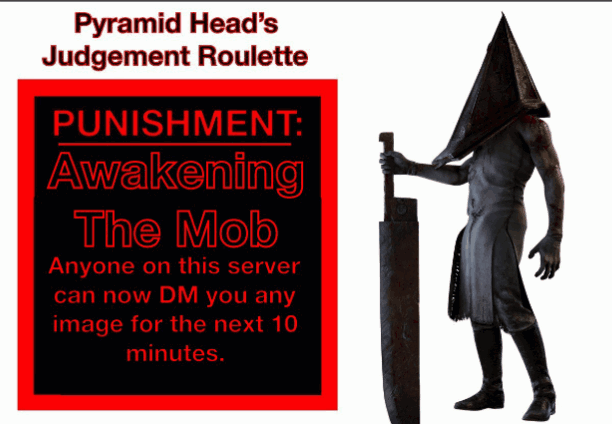 Pyramid Head’s
Judgement Roulette
PUNISHMENT:
Awakening
The Mob
Anyone on this server
can now DM you any
image for the next 10
minutes.